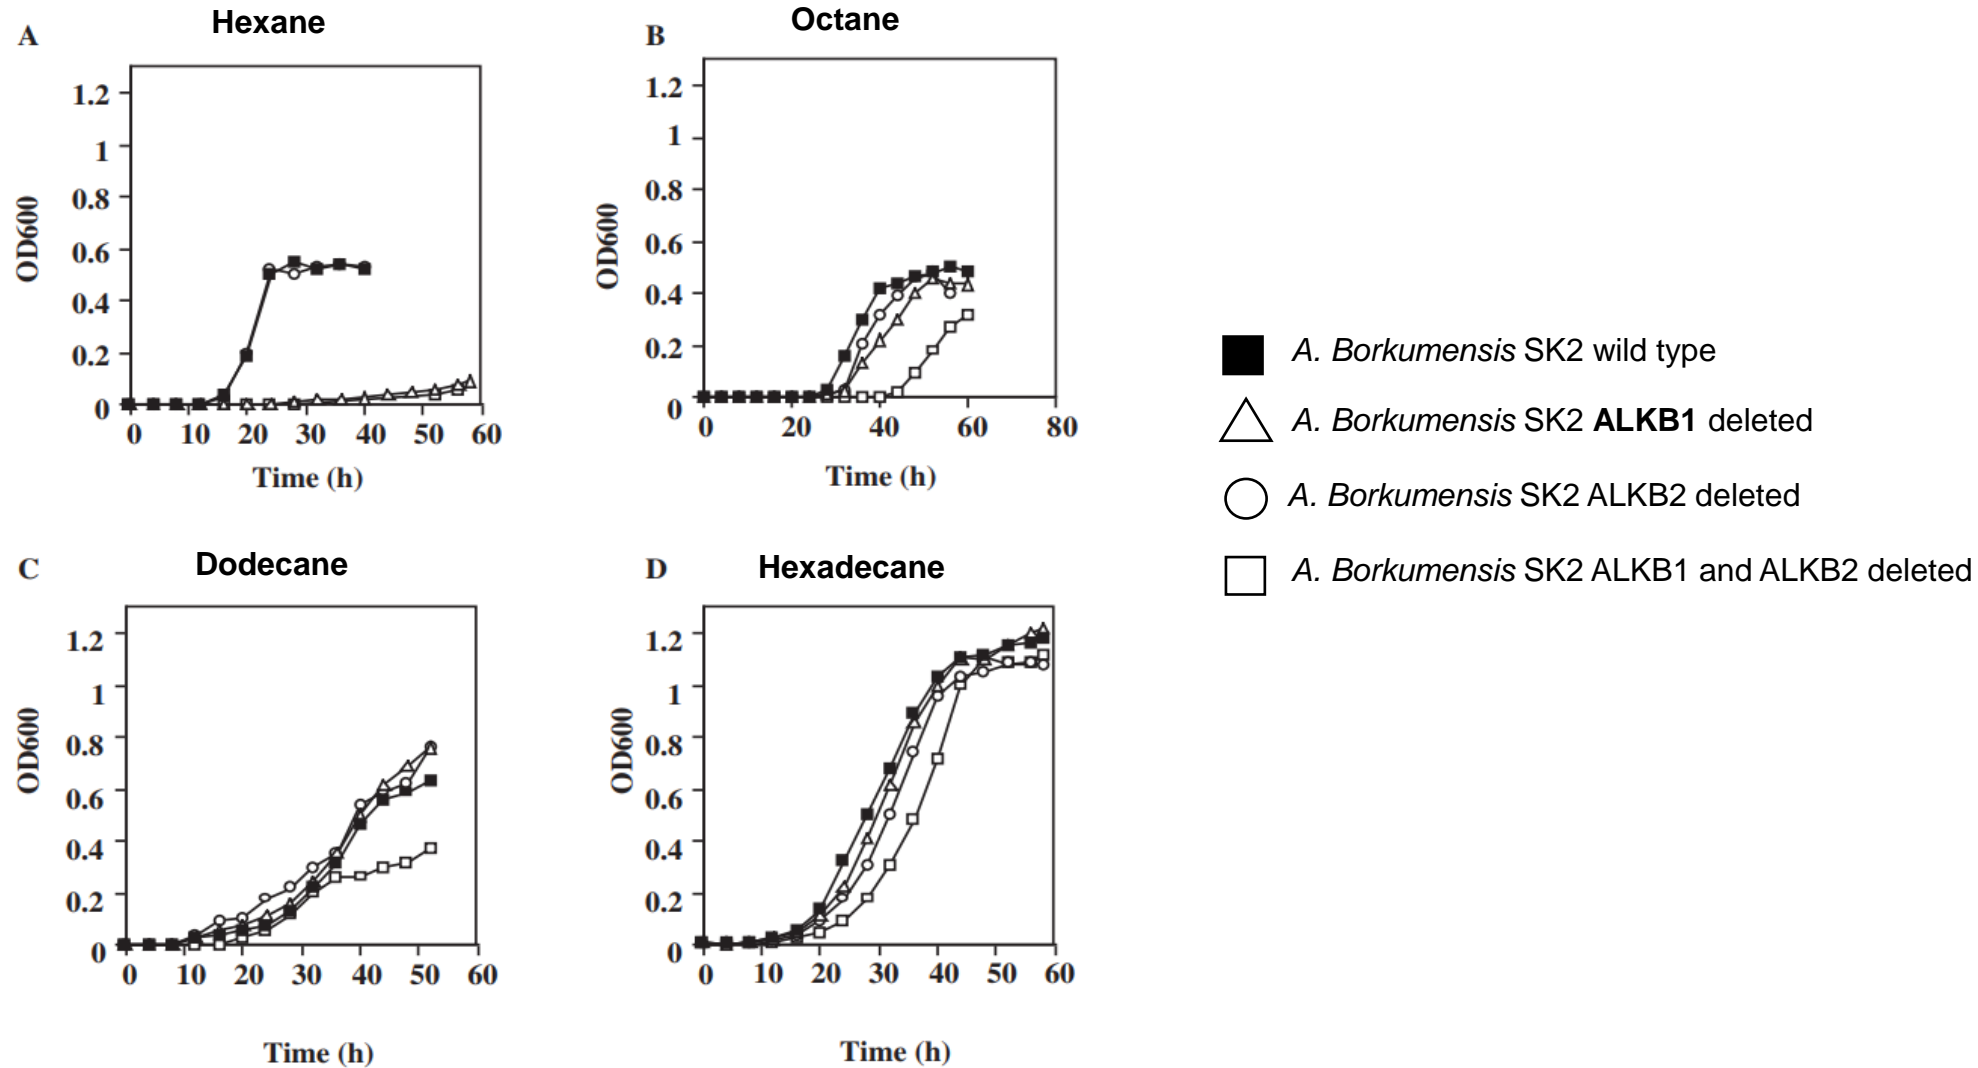 A
Hexane
1.2
1
0.8
0.6
0.4
0.2
0
OD600
0 10 20 30 40 50 60
Time (h)
B
Octane
1.2
1
0.8
0.6
0.4
0.2
0
OD600
0 20 40 60 80
Time (h)
A. Borkumensis SK2 wild type
A. Borkumensis SK2 ALKB1 deleted
A. Borkumensis SK2 ALKB2 deleted
A. Borkumensis SK2 ALKB1 and ALKB2 deleted
C
Dodecane
1.2
1
0.8
0.6
0.4
0.2
0
OD600
0 10 20 30 40 50 60
Time (h)
D
Hexadecane
1.2
1
0.8
0.6
0.4
0.2
0
OD600
0 10 20 30 40 50 60
Time (h)